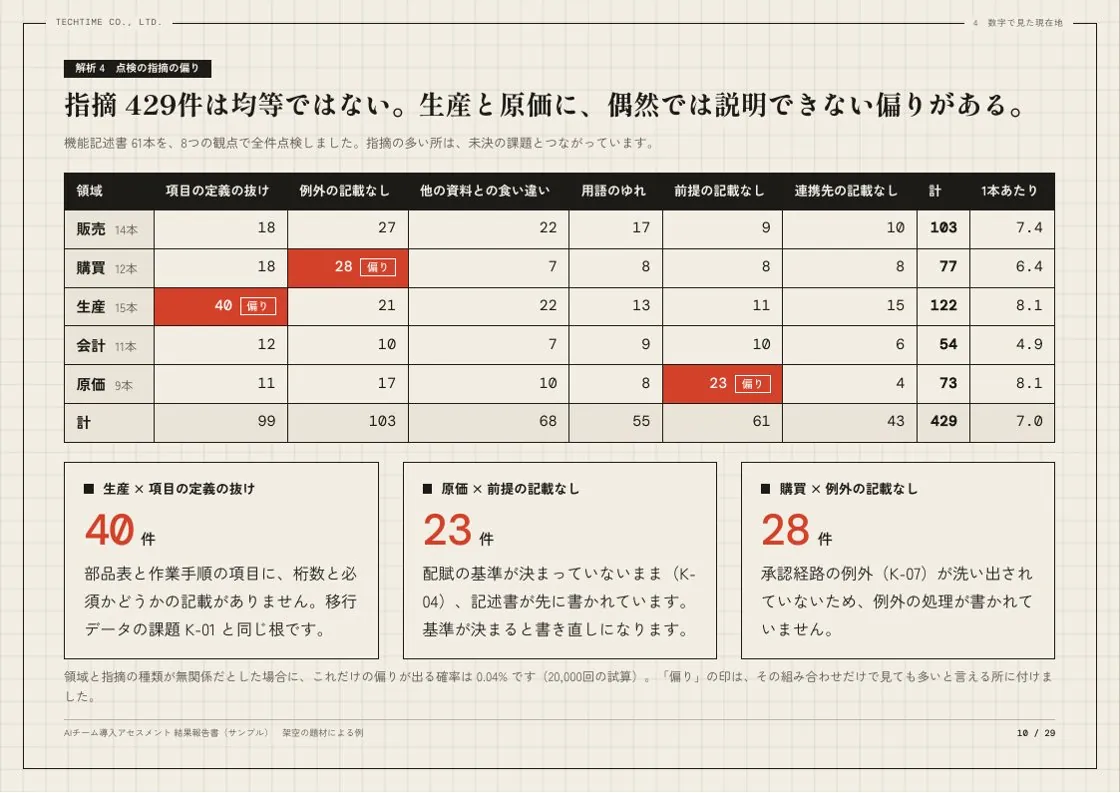 TECHTIME CO., LTD.
4 数字で見た現在地
解析 4 点検の指摘の偏り
指摘 429件は均等ではない。生産と原価に、偶然では説明できない偏りがある。
機能記述書 61本を、8つの観点で全件点検しました。指摘の多い所は、未決の課題とつながっています。
領域 項目の定義の抜け 例外の記載なし 他の資料との食い違い 用語のゆれ 前提の記載なし 連携先の記載なし 計 1本あたり
販売 14本 18 27 22 17 9 10 103 7.4
購買 12本 18 28 偏り 7 8 8 8 77 6.4
生産 15本 40 偏り 21 22 13 11 15 122 8.1
会計 11本 12 10 7 9 10 6 54 4.9
原価 9本 11 17 10 8 23 偏り 4 73 8.1
計 99 103 68 55 61 43 429 7.0
■ 生産 × 項目の定義の抜け
40 件
部品表と作業手順の項目に、桁数と必
須かどうかの記載がありません。移行
データの課題 K-01 と同じ根です。
■ 原価 × 前提の記載なし
23 件
配賦の基準が決まっていないまま（K-
04）、記述書が先に書かれています。
基準が決まると書き直しになります。
■ 購買 × 例外の記載なし
28 件
承認経路の例外（K-07）が洗い出され
ていないため、例外の処理が書かれて
いません。
領域と指摘の種類が無関係だとした場合に、これだけの偏りが出る確率は 0.04% です（20,000回の試算）。「偏り」の印は、その組み合わせだけで見ても多いと言える所に付けま
した。
AIチーム導入アセスメント 結果報告書（サンプル） 架空の題材による例
10 / 29